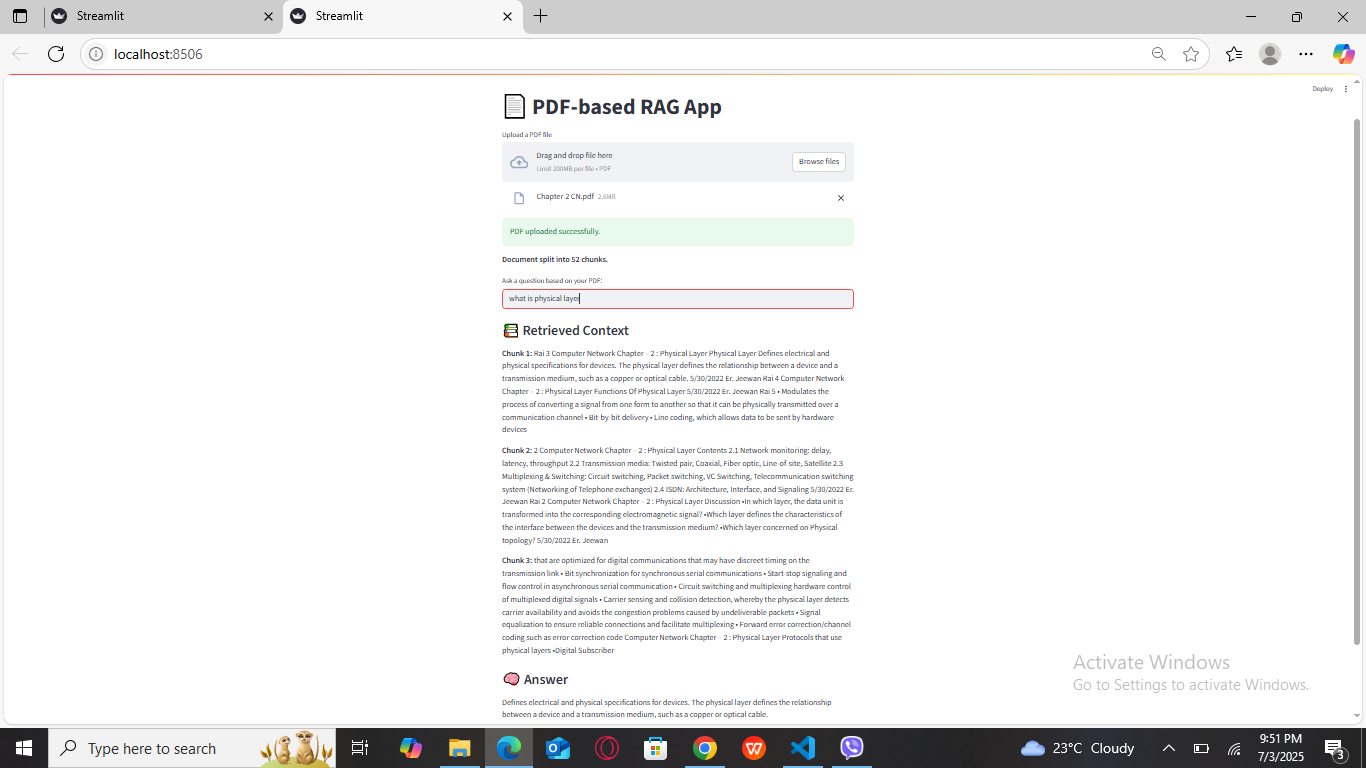 Streamlit
Streamlit
localhost:8506
Deploy
PDF-based RAG App
Upload a PDF file
Drag and drop file here
Limit 200MB per file • PDF
Browse files
Chapter 2 CN.pdf 2.6MB
PDF uploaded successfully.
Document split into 52 chunks.
Ask a question based on your PDF:
what is physical layer
Retrieved Context
Chunk 1: Rai 3 Computer Network Chapter – 2 : Physical Layer Physical Layer Defines electrical and
physical specifications for devices. The physical layer defines the relationship between a device and a
transmission medium, such as a copper or optical cable. 5/30/2022 Er. Jeewan Rai 4 Computer Network
Chapter – 2 : Physical Layer Functions Of Physical Layer 5/30/2022 Er. Jeewan Rai 5 • Modulates the
process of converting a signal from one form to another so that it can be physically transmitted over a
communication channel • Bit-by-bit delivery • Line coding, which allows data to be sent by hardware
devices
Chunk 2: 2 Computer Network Chapter – 2 : Physical Layer Contents 2.1 Network monitoring: delay,
latency, throughput 2.2 Transmission media: Twisted pair, Coaxial, Fiber optic, Line-of-site, Satellite 2.3
Multiplexing & Switching: Circuit switching, Packet switching, VC Switching, Telecommunication switching
system (Networking of Telephone exchanges) 2.4 ISDN: Architecture, Interface, and Signaling 5/30/2022 Er.
Jeewan Rai 2 Computer Network Chapter – 2 : Physical Layer Discussion •In which layer, the data unit is
transformed into the corresponding electromagnetic signal? •Which layer defines the characteristics of
the interface between the devices and the transmission medium? •Which layer concerned on Physical
topology? 5/30/2022 Er. Jeewan
Chunk 3: that are optimized for digital communications that may have discreet timing on the
transmission link • Bit synchronization for synchronous serial communications • Start-stop signaling and
flow control in asynchronous serial communication • Circuit switching and multiplexing hardware control
of multiplexed digital signals • Carrier sensing and collision detection, whereby the physical layer detects
carrier availability and avoids the congestion problems caused by undeliverable packets • Signal
equalization to ensure reliable connections and facilitate multiplexing • Forward error correction/channel
coding such as error correction code Computer Network Chapter – 2 : Physical Layer Protocols that use
physical layers •Digital Subscriber
Answer
Defines electrical and physical specifications for devices. The physical layer defines the relationship
between a device and a transmission medium, such as a copper or optical cable.
Activate Windows
Go to Settings to activate Windows.
Type here to search
23°C Cloudy
9:51 PM
7/3/2025
3